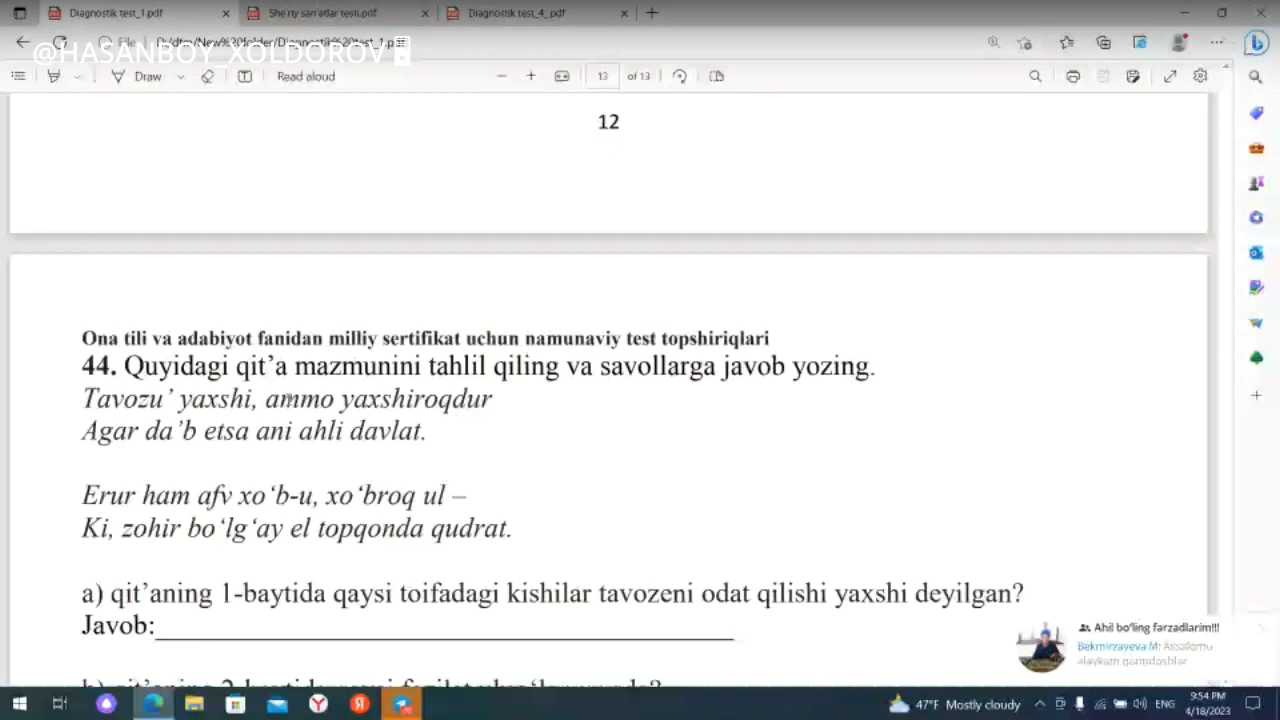 Diagnostik test_1.pdf
She'riy san'atlar testi.pdf
Diagnostik test_4_.pdf
@HASANBOY_XOLDOROV
Draw
Read aloud
13 of 13
12
Ona tili va adabiyot fanidan milliy sertifikat uchun namunaviy test topshiriqlari
44. Quyidagi qit’a mazmunini tahlil qiling va savollarga javob yozing.
Tavozu’ yaxshi, ammo yaxshiroqdur
Agar da’b etsa ani ahli davlat.
Erur ham afv xo‘b-u, xo‘broq ul –
Ki, zohir bo‘lg‘ay el topqonda qudrat.
a) qit’aning 1-baytida qaysi toifadagi kishilar tavozeni odat qilishi yaxshi deyilgan?
Javob:
Ahil bo'ling farzadlarim!!!
Bekmirzayeva M: Assalomu
alaykum qarindoshlar
47°F Mostly cloudy
ENG
9:54 PM
4/18/2023